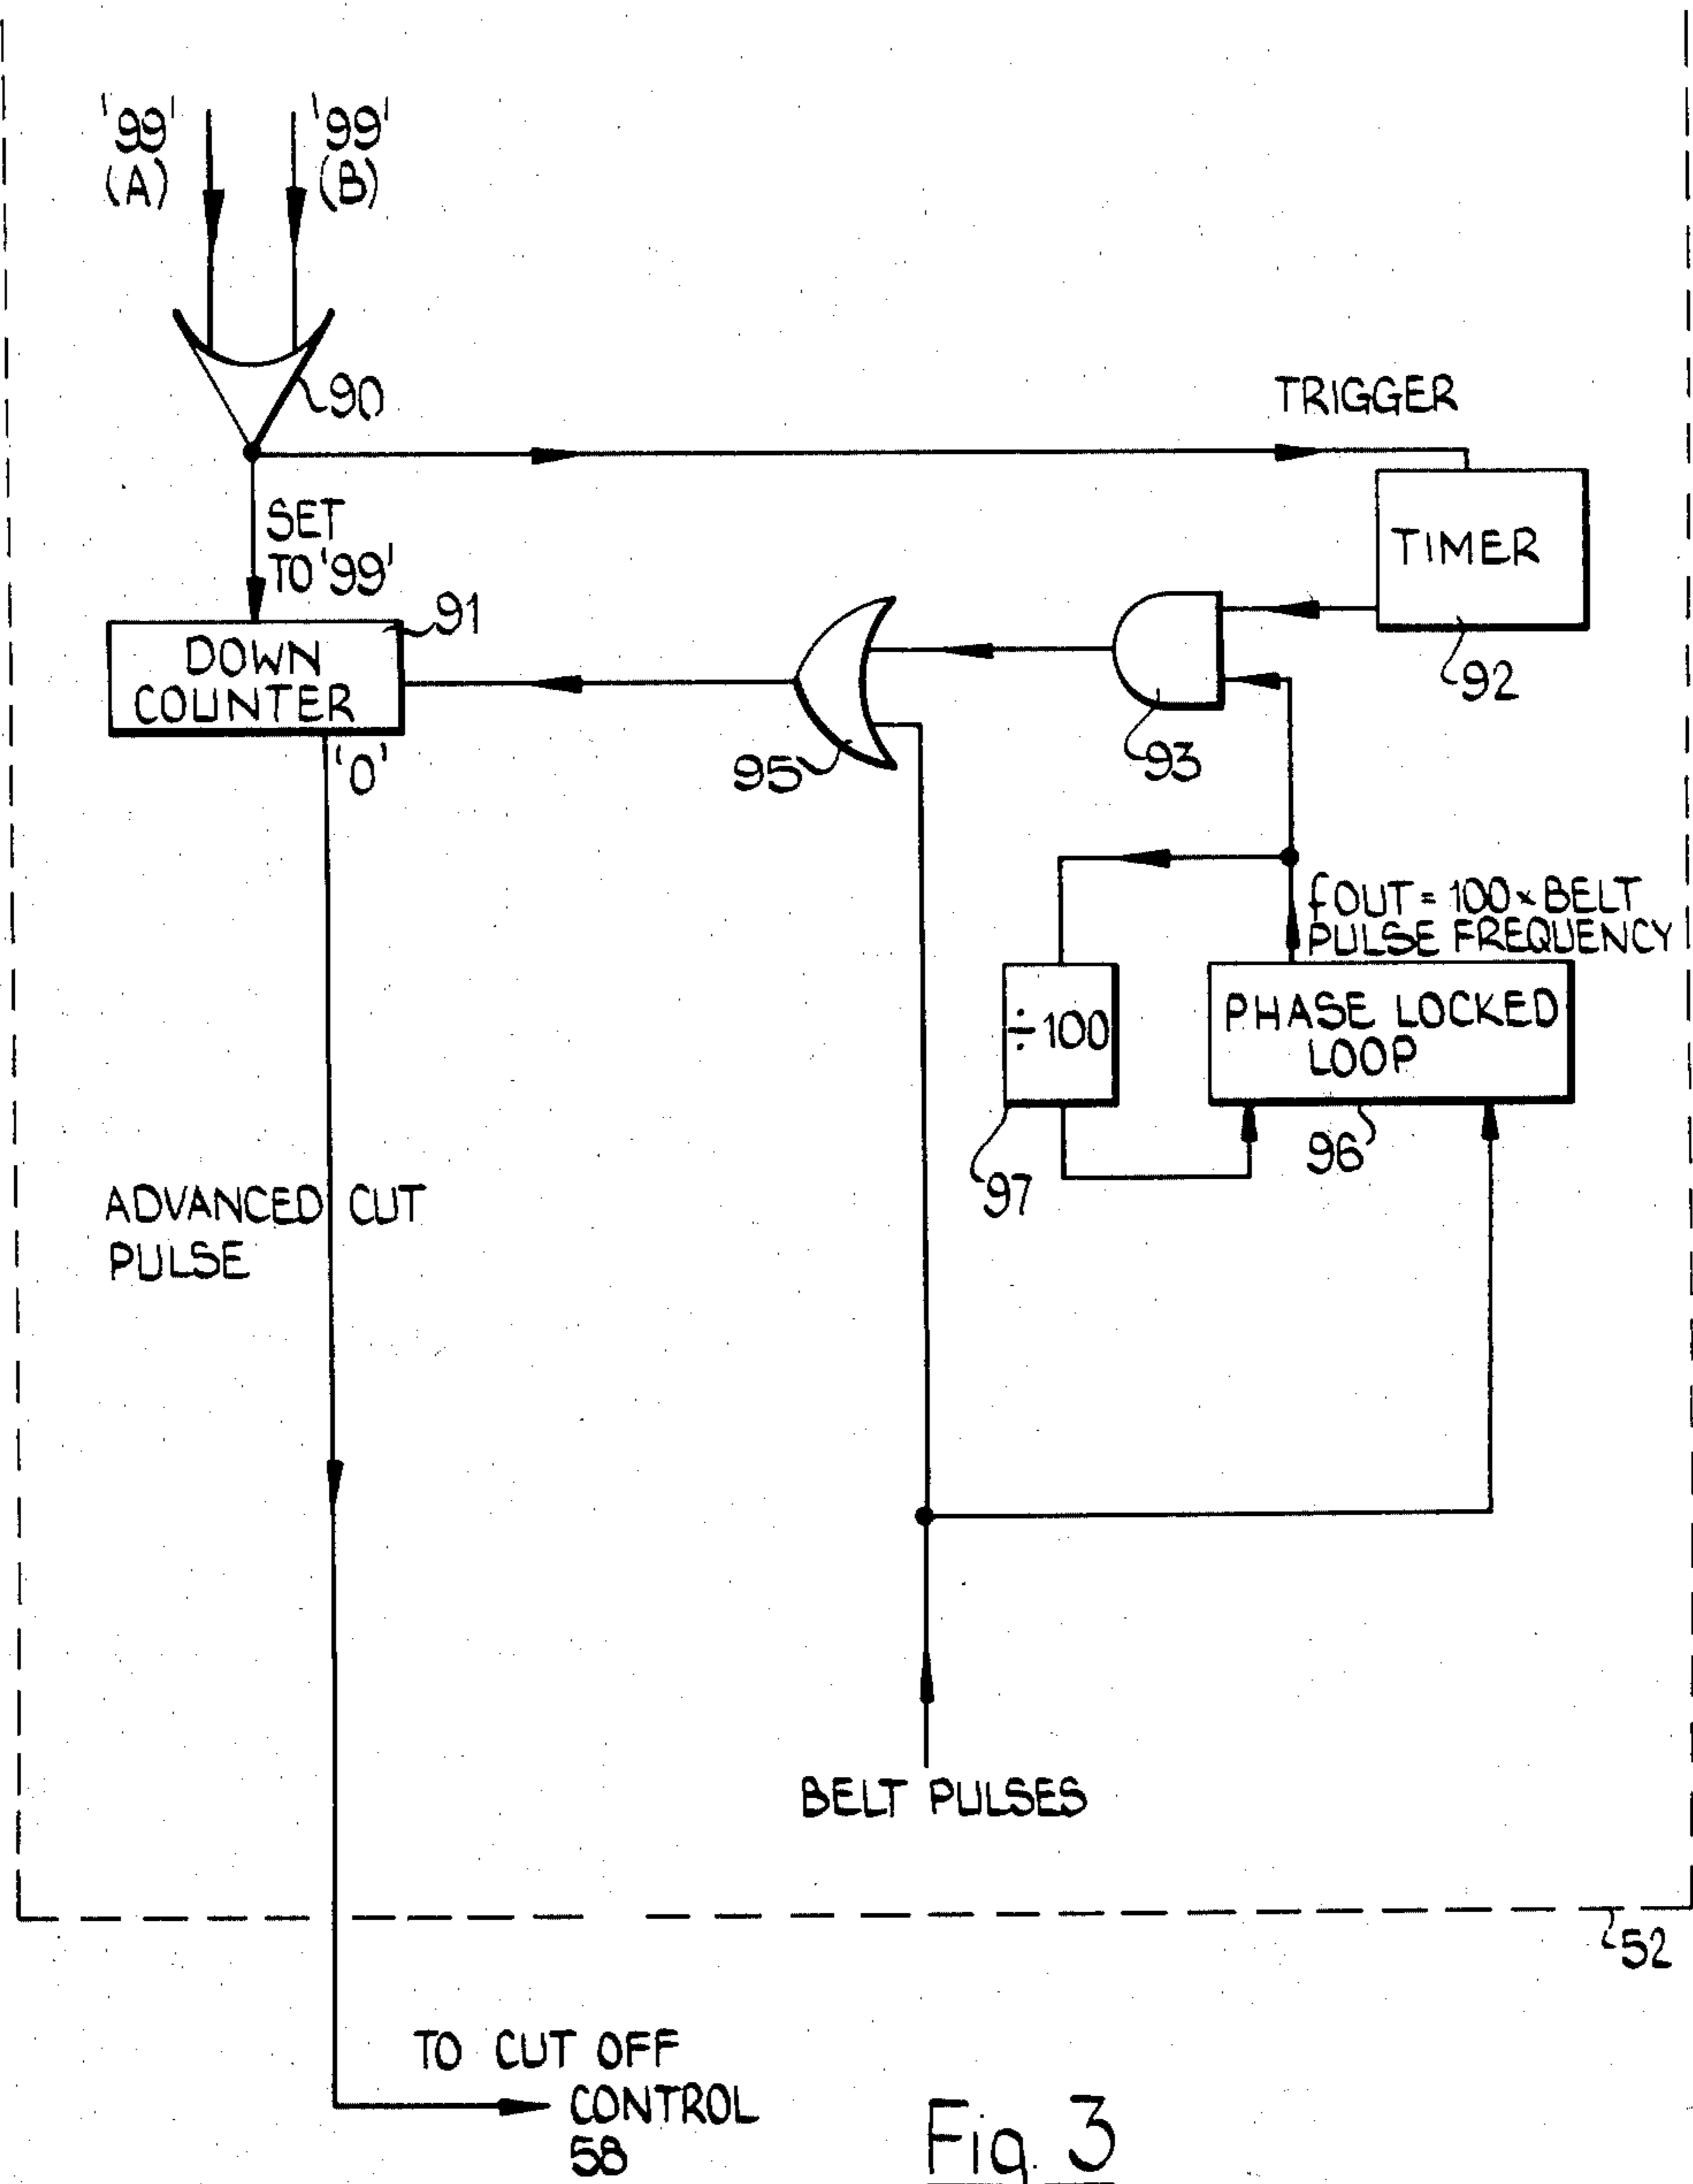 '99'
(A)
'99'
(B)
90
TRIGGER
SET
TO '99'
TIMER
91
DOWN
COUNTER
92
'0'
95
93
fOUT = 100 × BELT
PULSE FREQUENCY
÷ 100
PHASE LOCKED
LOOP
96
97
ADVANCED CUT
PULSE
BELT PULSES
52
TO CUT OFF
CONTROL
58
Fig. 3